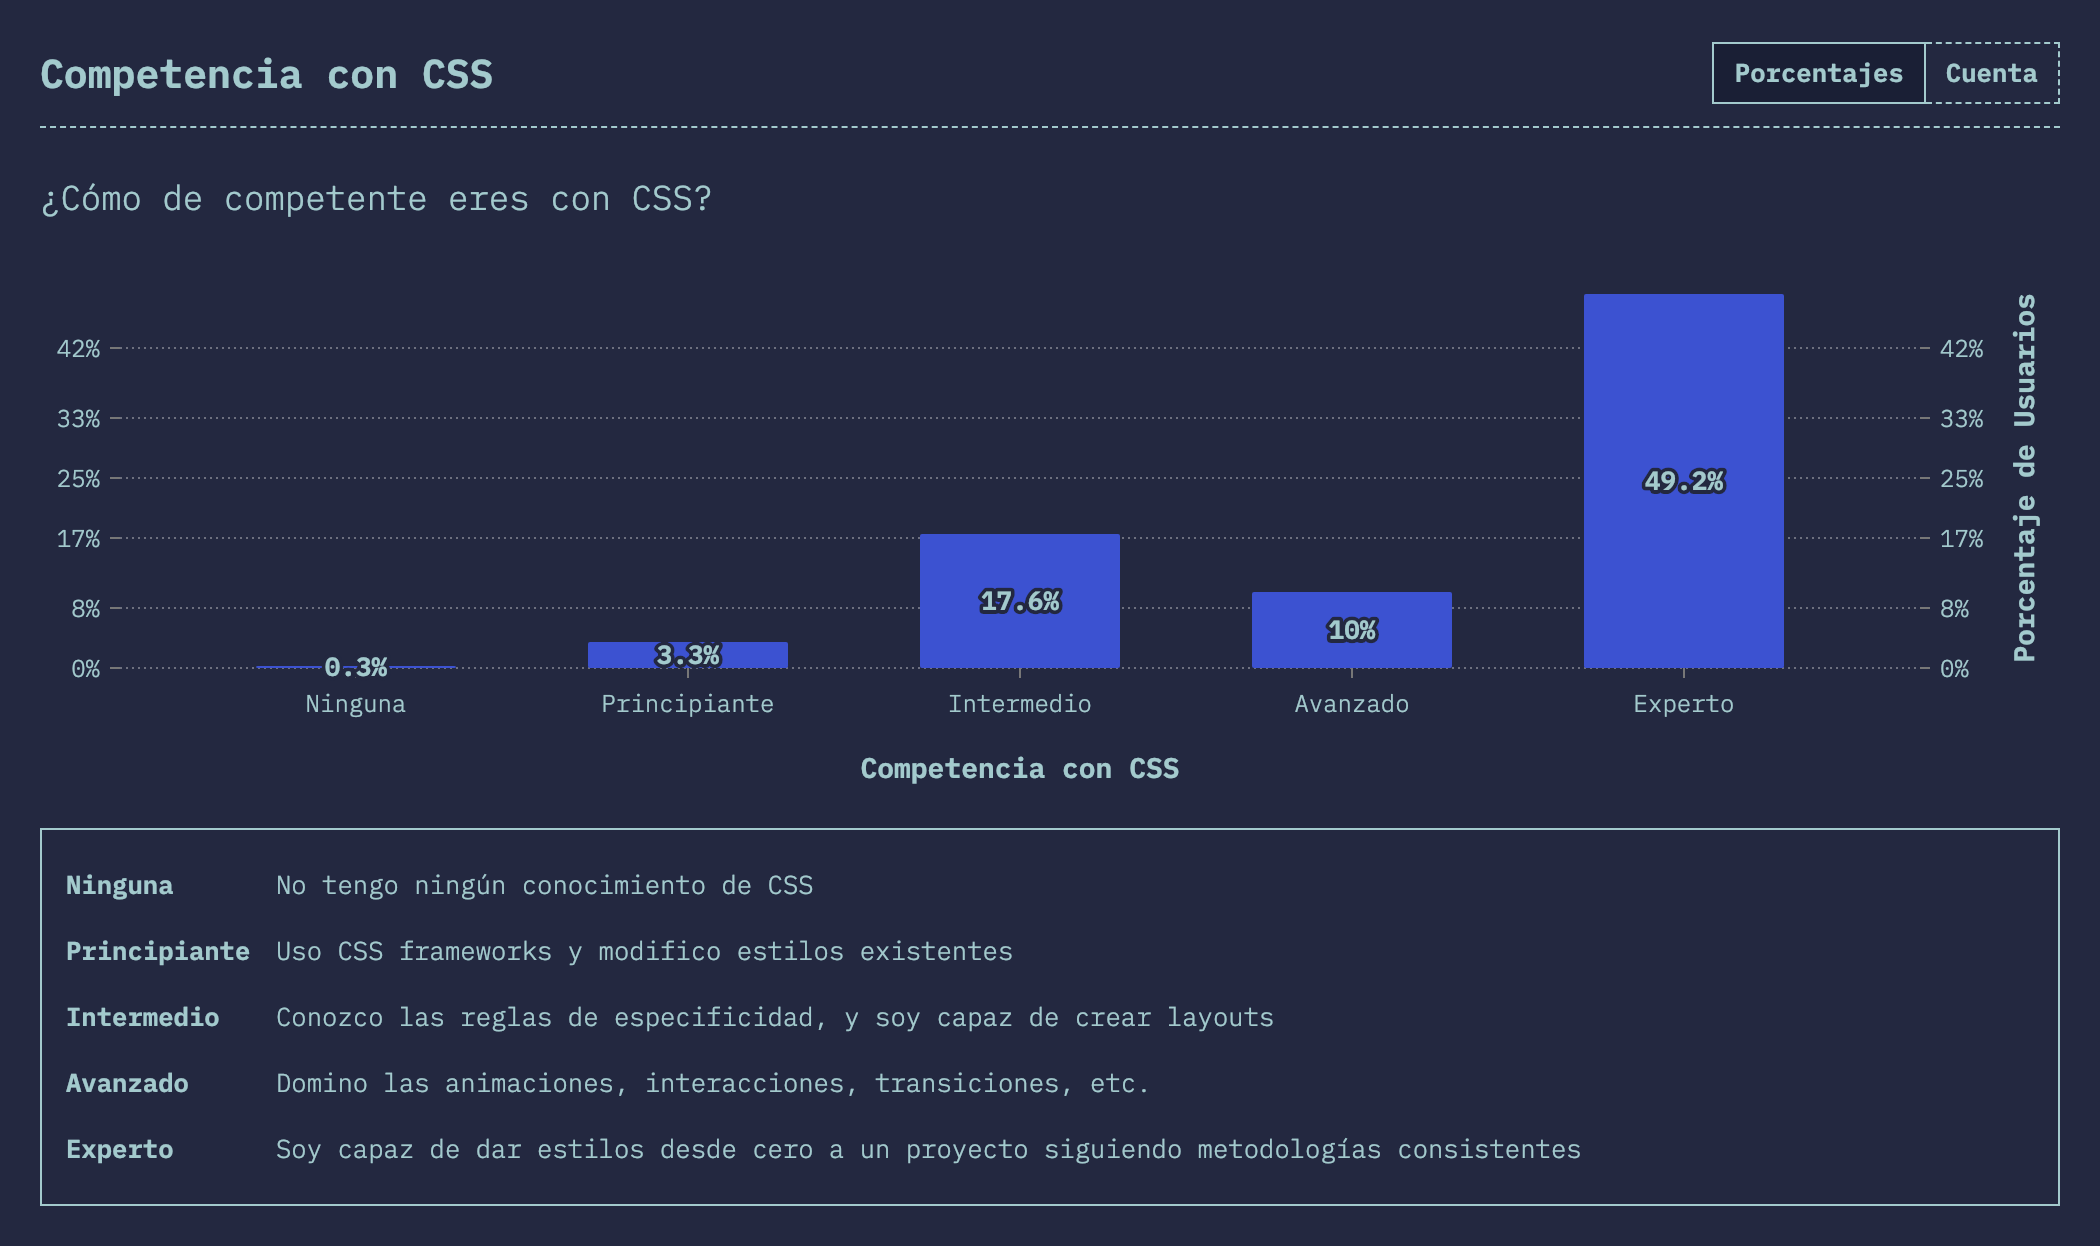 Competencia con CSS
Porcentajes Cuenta
¿Cómo de competente eres con CSS?
42% 42%
33% 33%
25% 49.2% 25%
17% 17%
17.6%
8% 8%
10%
3.3%
0% 0.3% 0%
Ninguna Principiante Intermedio Avanzado Experto
Porcentaje de Usuarios
Competencia con CSS
Ninguna No tengo ningún conocimiento de CSS
Principiante Uso CSS frameworks y modifico estilos existentes
Intermedio Conozco las reglas de especificidad, y soy capaz de crear layouts
Avanzado Domino las animaciones, interacciones, transiciones, etc.
Experto Soy capaz de dar estilos desde cero a un proyecto siguiendo metodologías consistentes